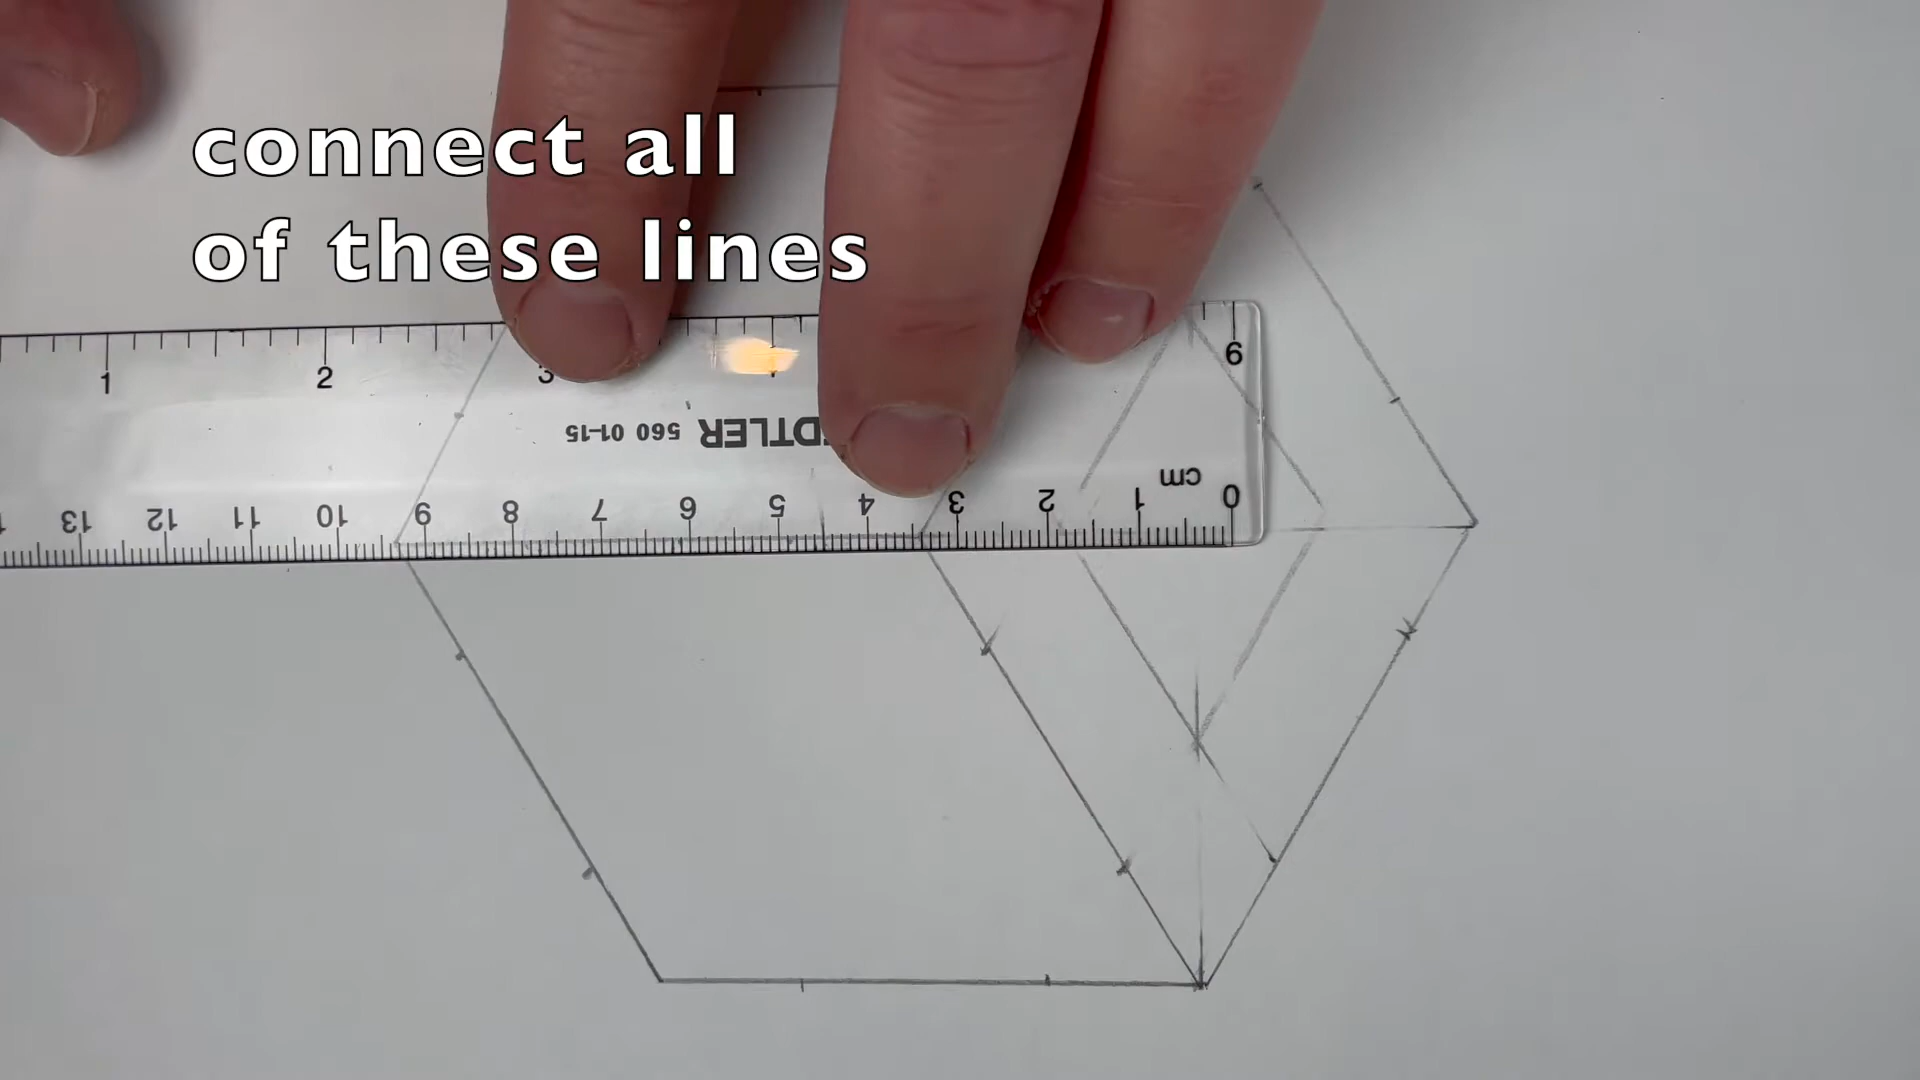 connect all
of these lines
1 2 3 6
560 01-15
DTLER
cm
13 12 11 10 9 8 7 6 5 4 3 2 1 0